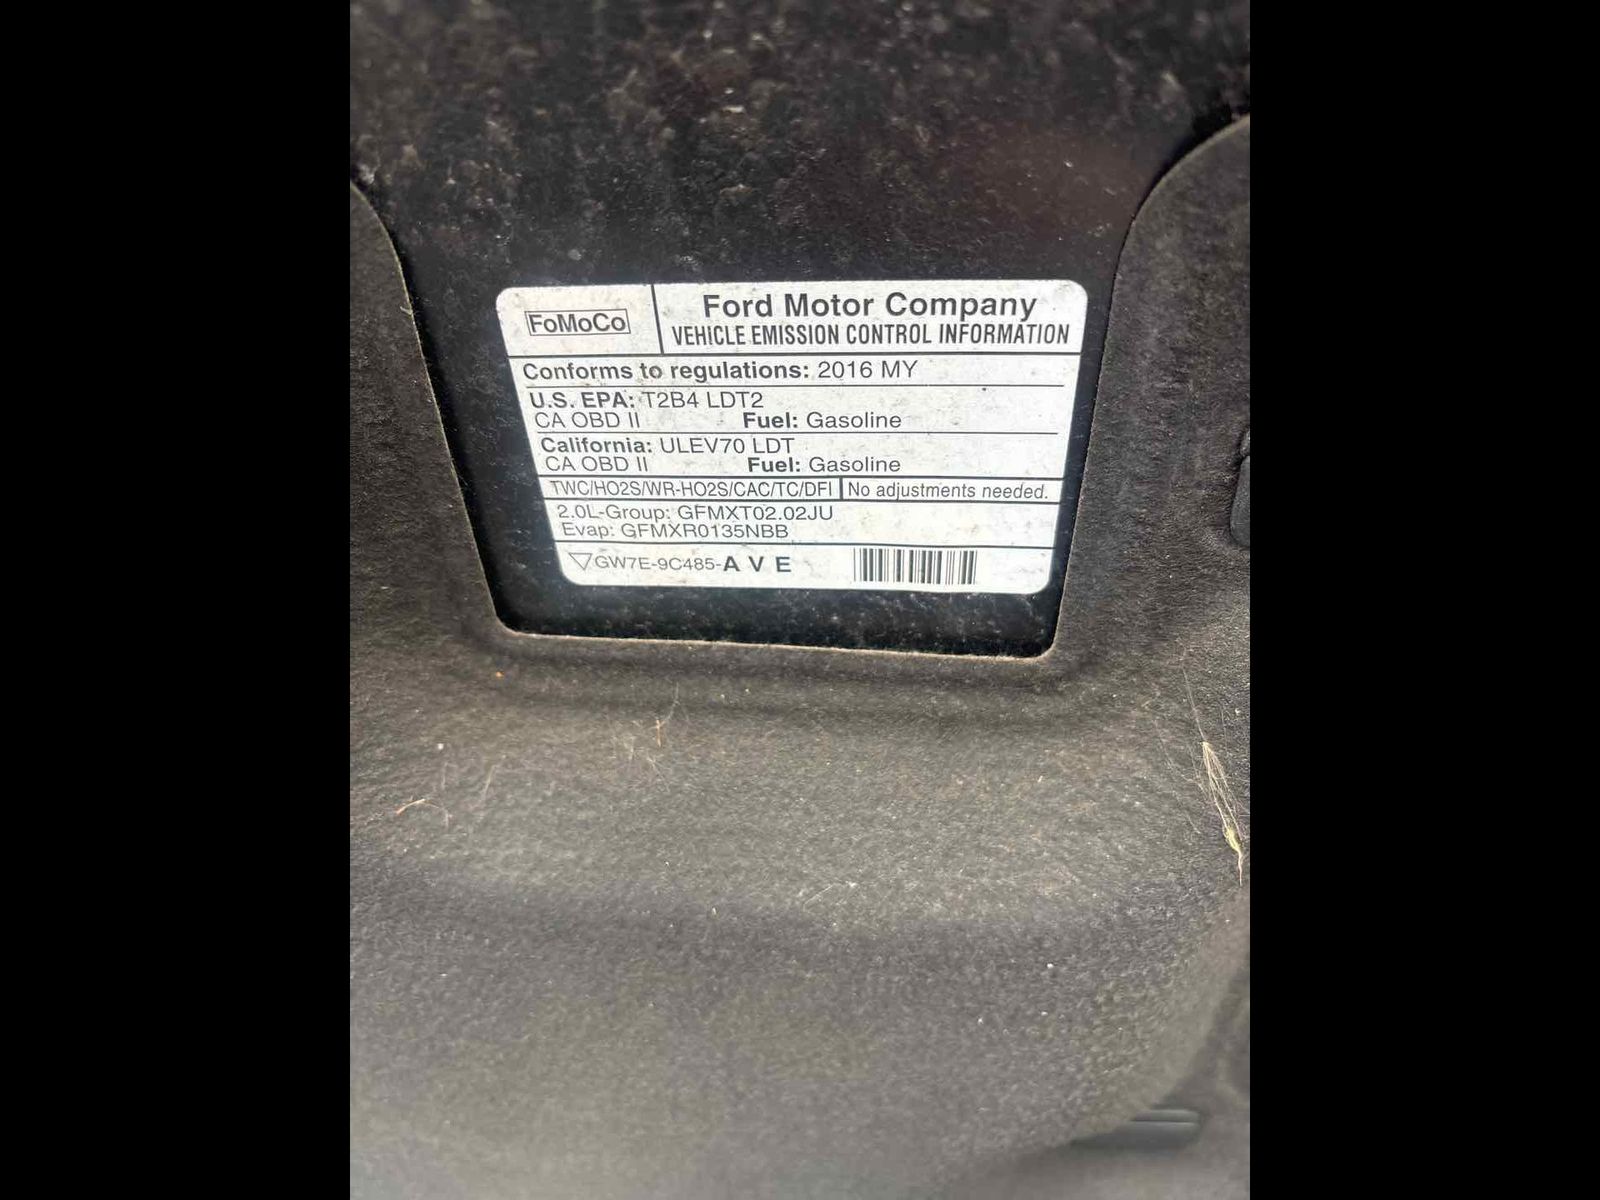 FoMoCo
Ford Motor Company
VEHICLE EMISSION CONTROL INFORMATION
Conforms to regulations: 2016 MY
U.S. EPA: T2B4 LDT2
CA OBD II Fuel: Gasoline
California: ULEV70 LDT
CA OBD II Fuel: Gasoline
TWC/HO2S/WR-HO2S/CAC/TC/DFI No adjustments needed.
2.0L-Group: GFMXT02.02JU
Evap: GFMXR0135NBB
GW7E-9C485-A V E